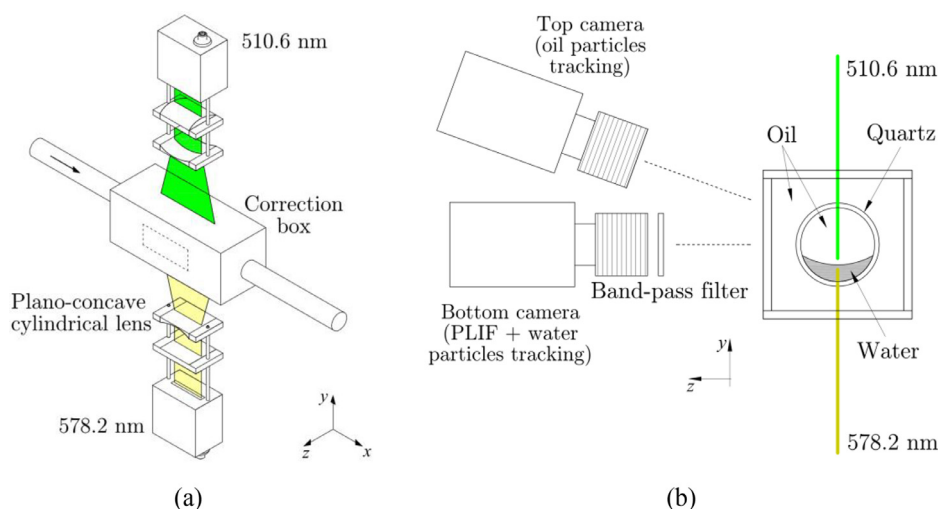 510.6 nm
Correction
box
Plano-concave
cylindrical lens
578.2 nm
y
z
x
(a)
Top camera
(oil particles
tracking)
510.6 nm
Oil
Quartz
Band-pass filter
Bottom camera
(PLIF + water
particles tracking)
Water
y
z
578.2 nm
(b)